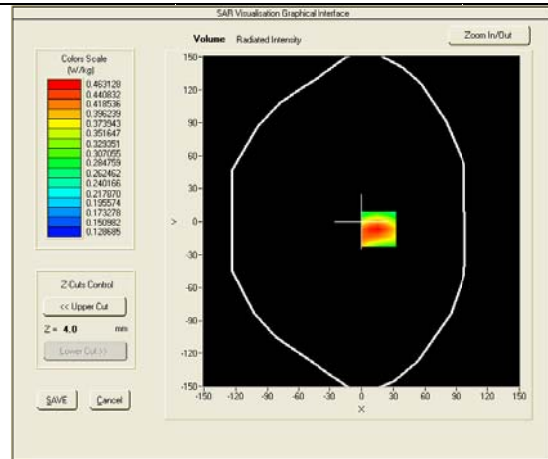 SAR Visualisation Graphical Interface
Volume Radiated Intensity
Zoom In/Out
Colors Scale
(W/kg)
0.463128
0.440832
0.418536
0.396239
0.373943
0.351647
0.329351
0.307055
0.284759
0.262462
0.240166
0.217870
0.195574
0.173278
0.150982
0.128685
Z-Cuts Control
<< Upper Cut
Z = 4.0 mm
Lower Cut >>
SAVE Cancel
150
120
90
60
30
0
-30
-60
-90
-120
-150
Y
-150 -120 -90 -60 -30 0 30 60 90 120 150
X